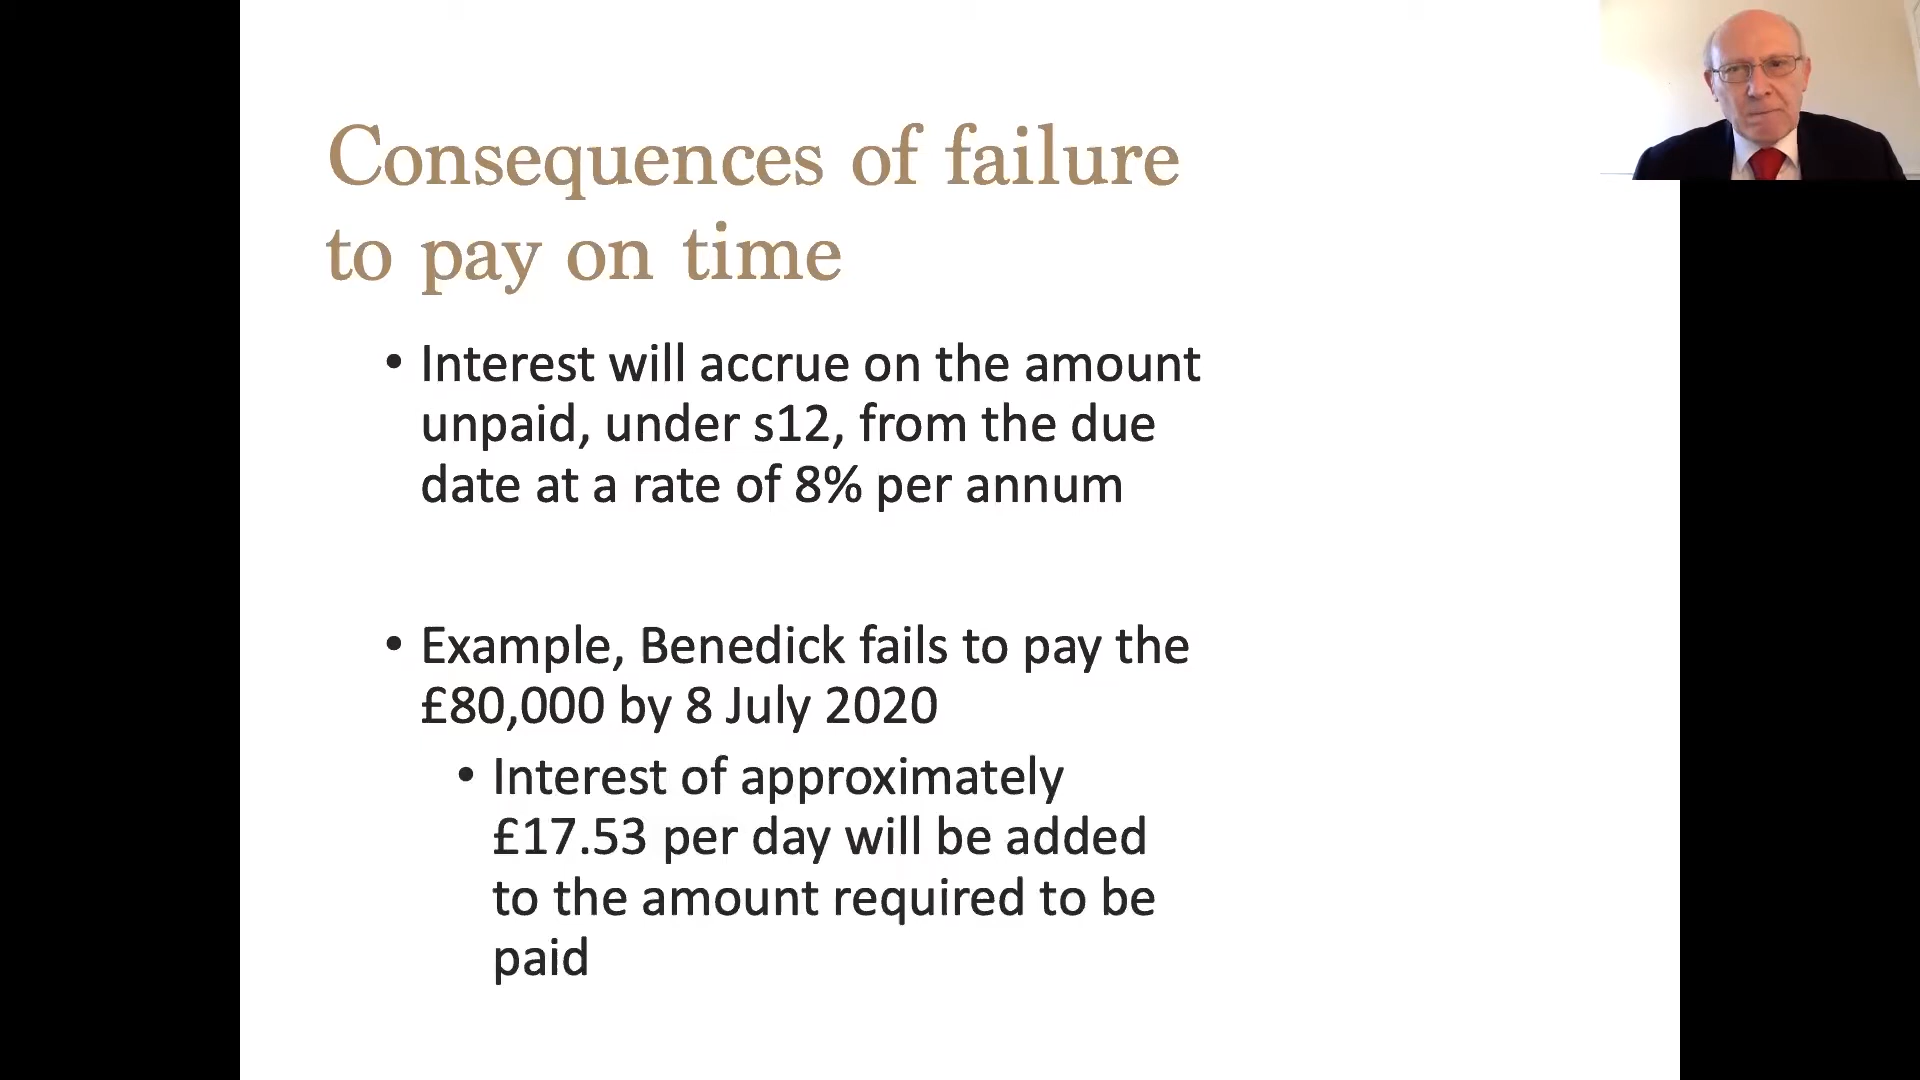 Consequences of failure
to pay on time
• Interest will accrue on the amount
unpaid, under s12, from the due
date at a rate of 8% per annum
• Example, Benedick fails to pay the
£80,000 by 8 July 2020
• Interest of approximately
£17.53 per day will be added
to the amount required to be
paid